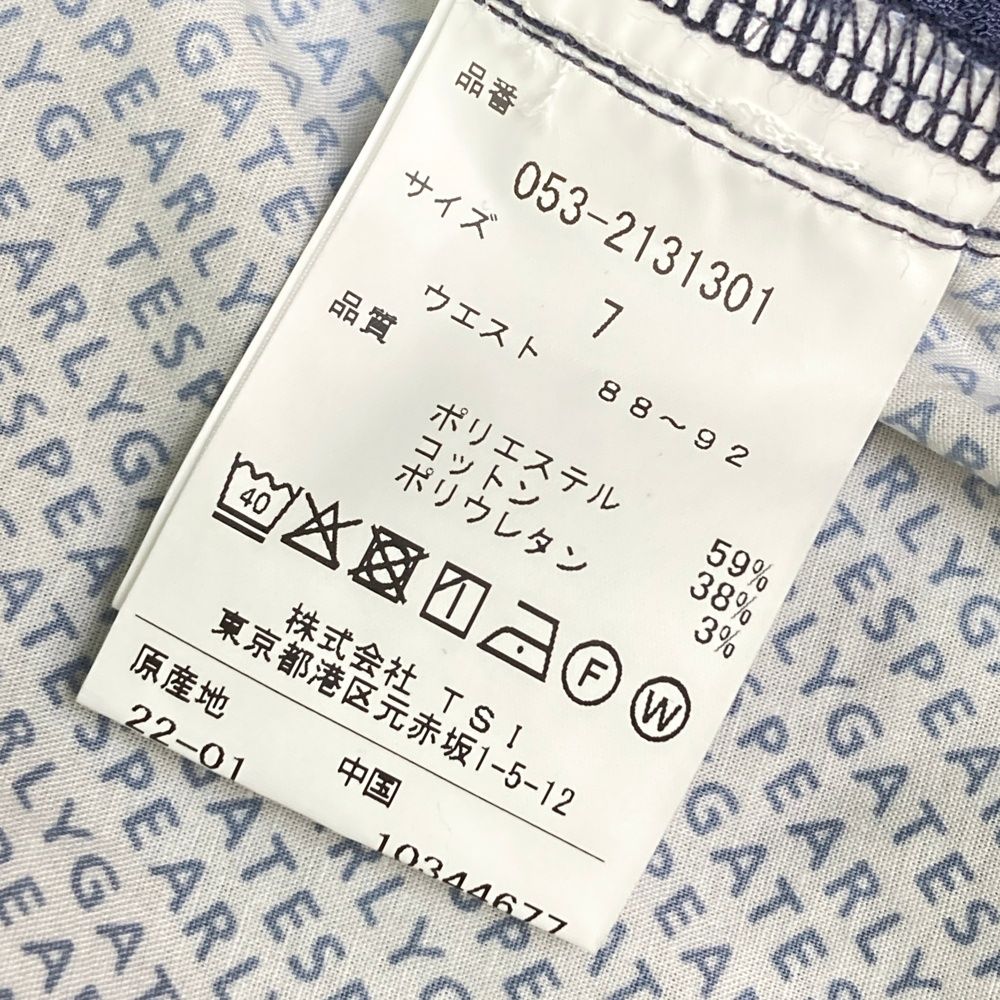 品番
053-2131301
サイズ
7
ウエスト 88〜92
品質
ポリエステル 59%
コットン 38%
ポリウレタン 3%
40
F
W
株式会社 TSI
東京都港区元赤坂1-5-12
原産地 中国
22-01 10344677
PEARLY GATES